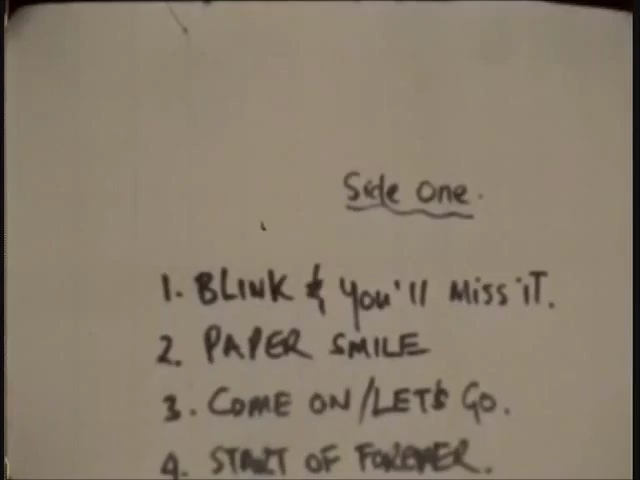 Side One.
1. BLINK & You'll Miss iT.
2. PAPER SMILE
3. COME ON/LET'S GO.
4. START OF FOREVER.